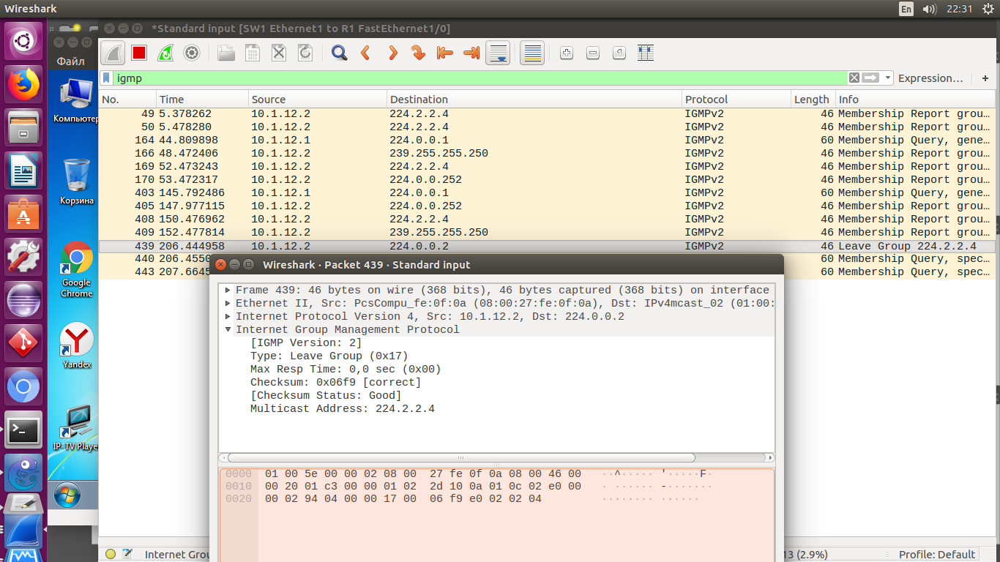 Wireshark
En
22:31
*Standard input [SW1 Ethernet1 to R1 FastEthernet1/0]
Файл
igmp
Expression…
+
No. Time Source Destination Protocol Length Info
49 5.378262 10.1.12.2 224.2.2.4 IGMPv2 46 Membership Report grou…
50 5.478280 10.1.12.2 224.2.2.4 IGMPv2 46 Membership Report grou…
164 44.809898 10.1.12.1 224.0.0.1 IGMPv2 60 Membership Query, gene…
166 48.472406 10.1.12.2 239.255.255.250 IGMPv2 46 Membership Report grou…
169 52.473243 10.1.12.2 224.2.2.4 IGMPv2 46 Membership Report grou…
170 53.472317 10.1.12.2 224.0.0.252 IGMPv2 46 Membership Report grou…
403 145.792486 10.1.12.1 224.0.0.1 IGMPv2 60 Membership Query, gene…
405 147.977115 10.1.12.2 224.0.0.252 IGMPv2 46 Membership Report grou…
408 150.476962 10.1.12.2 224.2.2.4 IGMPv2 46 Membership Report grou…
409 152.477814 10.1.12.2 239.255.255.250 IGMPv2 46 Membership Report grou…
439 206.444958 10.1.12.2 224.0.0.2 IGMPv2 46 Leave Group 224.2.2.4
440 206.4550 60 Membership Query, spec…
443 207.6645 60 Membership Query, spec…
Компьютер
Корзина
Google
Chrome
Yandex
IP-TV Playe
Wireshark · Packet 439 · Standard input
Frame 439: 46 bytes on wire (368 bits), 46 bytes captured (368 bits) on interface
Ethernet II, Src: PcsCompu_fe:0f:0a (08:00:27:fe:0f:0a), Dst: IPv4mcast_02 (01:00:
Internet Protocol Version 4, Src: 10.1.12.2, Dst: 224.0.0.2
Internet Group Management Protocol
[IGMP Version: 2]
Type: Leave Group (0x17)
Max Resp Time: 0,0 sec (0x00)
Checksum: 0x06f9 [correct]
[Checksum Status: Good]
Multicast Address: 224.2.2.4
0000 01 00 5e 00 00 02 08 00 27 fe 0f 0a 08 00 46 00 ··^····· '·····F·
0010 00 20 01 c3 00 00 01 02 2d 10 0a 01 0c 02 e0 00 · ······ -·······
0020 00 02 94 04 00 00 17 00 06 f9 e0 02 02 04 ········ ······
Internet Grou
13 (2.9%)
Profile: Default